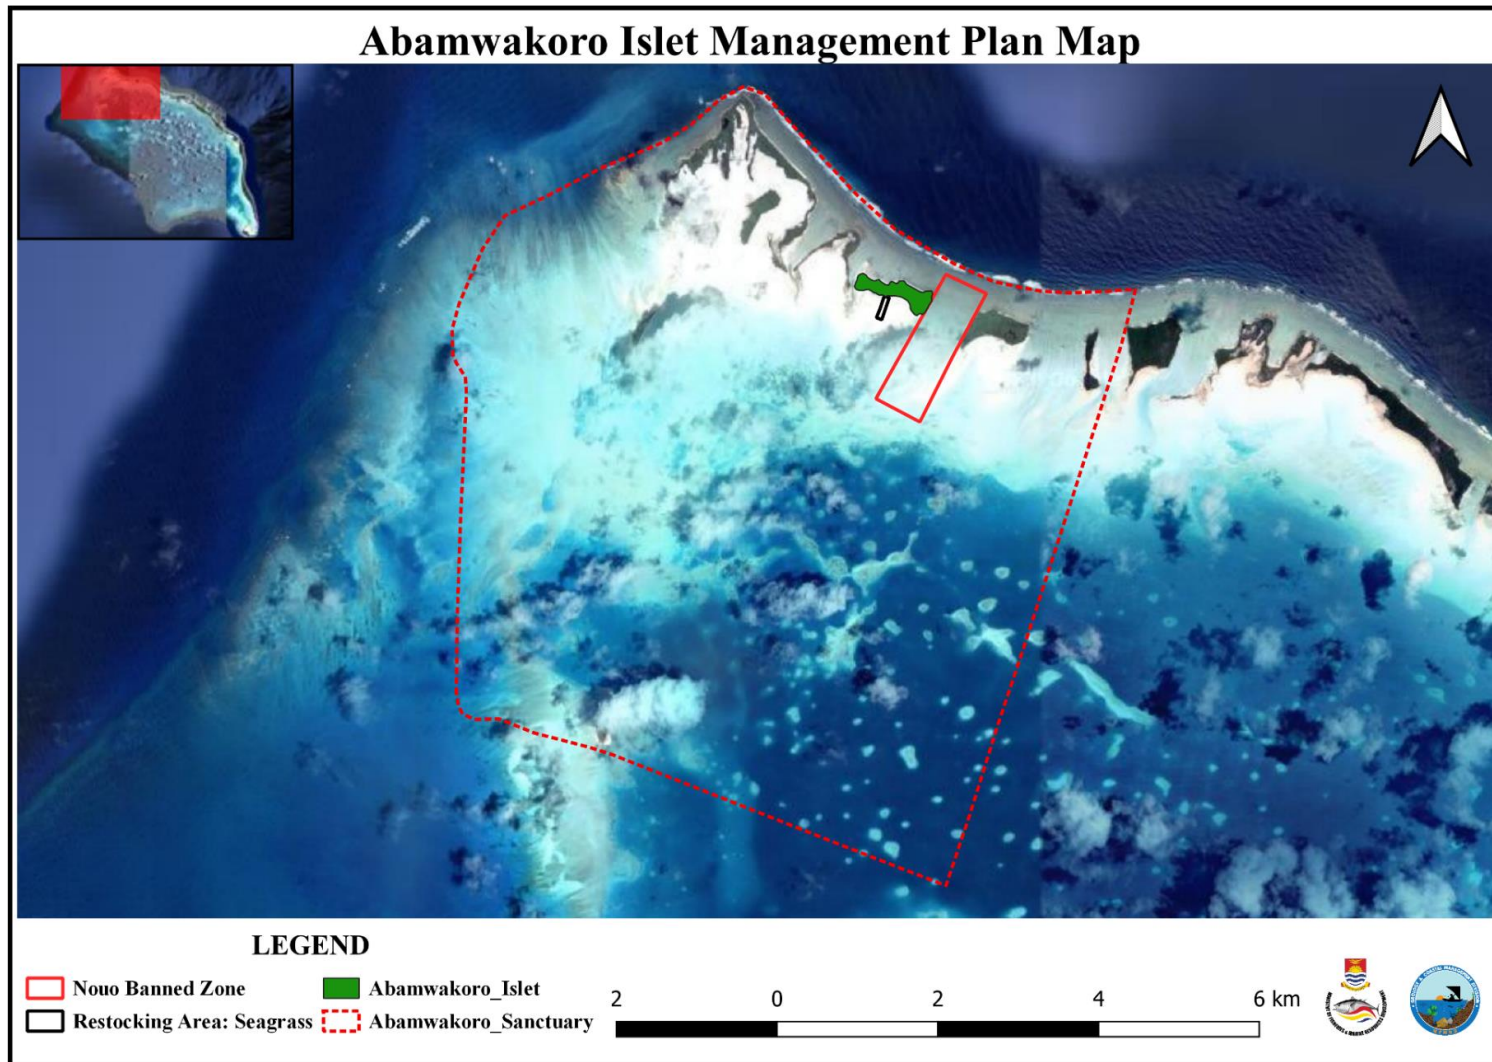 Abamwakoro Islet Management Plan Map
LEGEND
Nouo Banned Zone
Restocking Area: Seagrass
Abamwakoro_Islet
Abamwakoro_Sanctuary
2 0 2 4 6 km